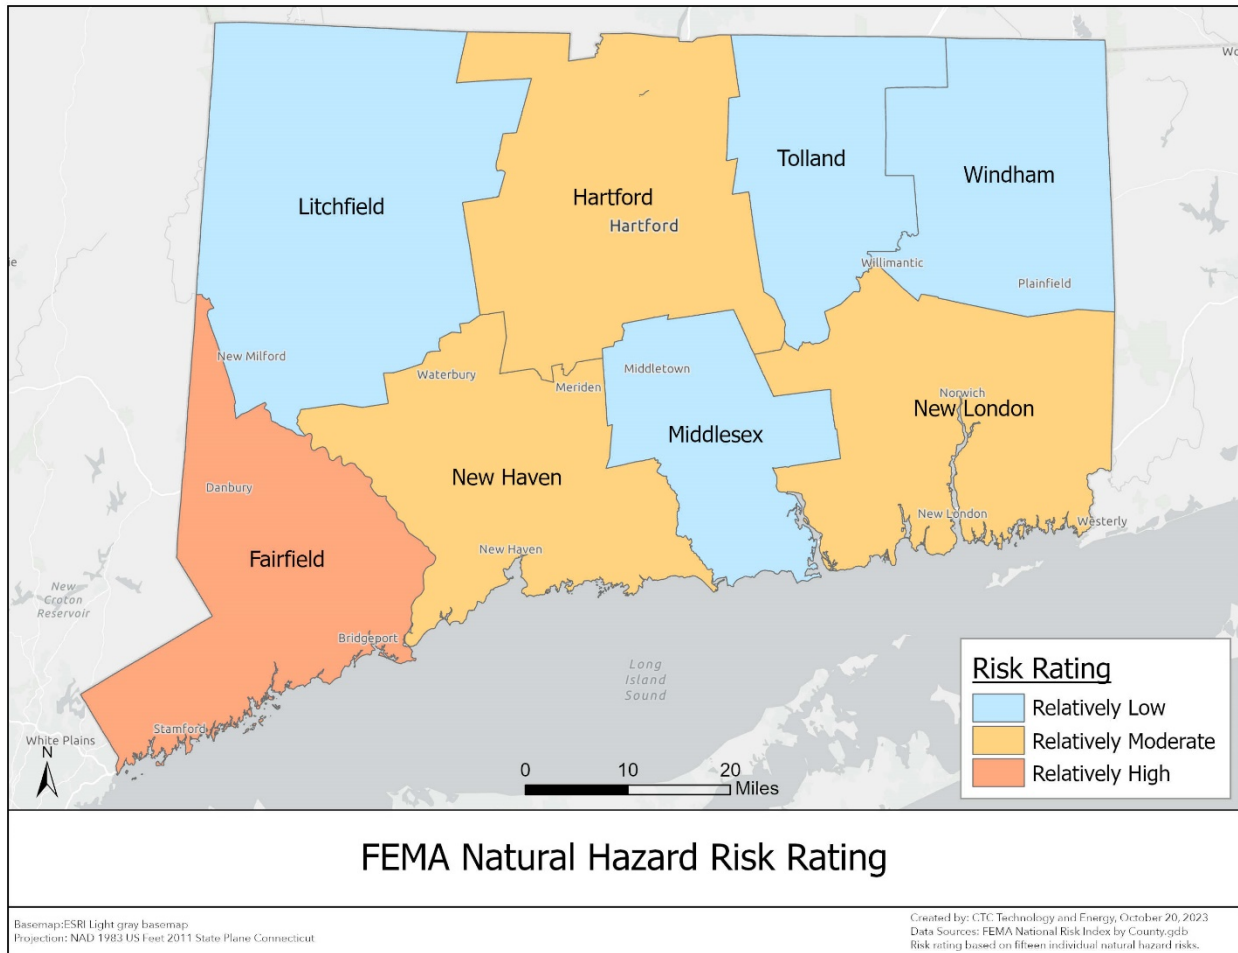 Wo
Tolland
Windham
Litchfield
Hartford
Hartford
le
Willimantic
Plainfield
New Milford
Waterbury
Meriden
Middletown
Norwich
New London
Middlesex
New Haven
Danbury
New London
Westerly
New Haven
Fairfield
New
Croton
Reservoir
Bridgeport
Long
Island
Sound
Stamford
White Plains
N
0 10 20
Miles
Risk Rating
Relatively Low
Relatively Moderate
Relatively High
FEMA Natural Hazard Risk Rating
Basemap:ESRI Light gray basemap
Projection: NAD 1983 US Feet 2011 State Plane Connecticut
Created by: CTC Technology and Energy, October 20, 2023
Data Sources: FEMA National Risk Index by County.gdb
Risk rating based on fifteen individual natural hazard risks.